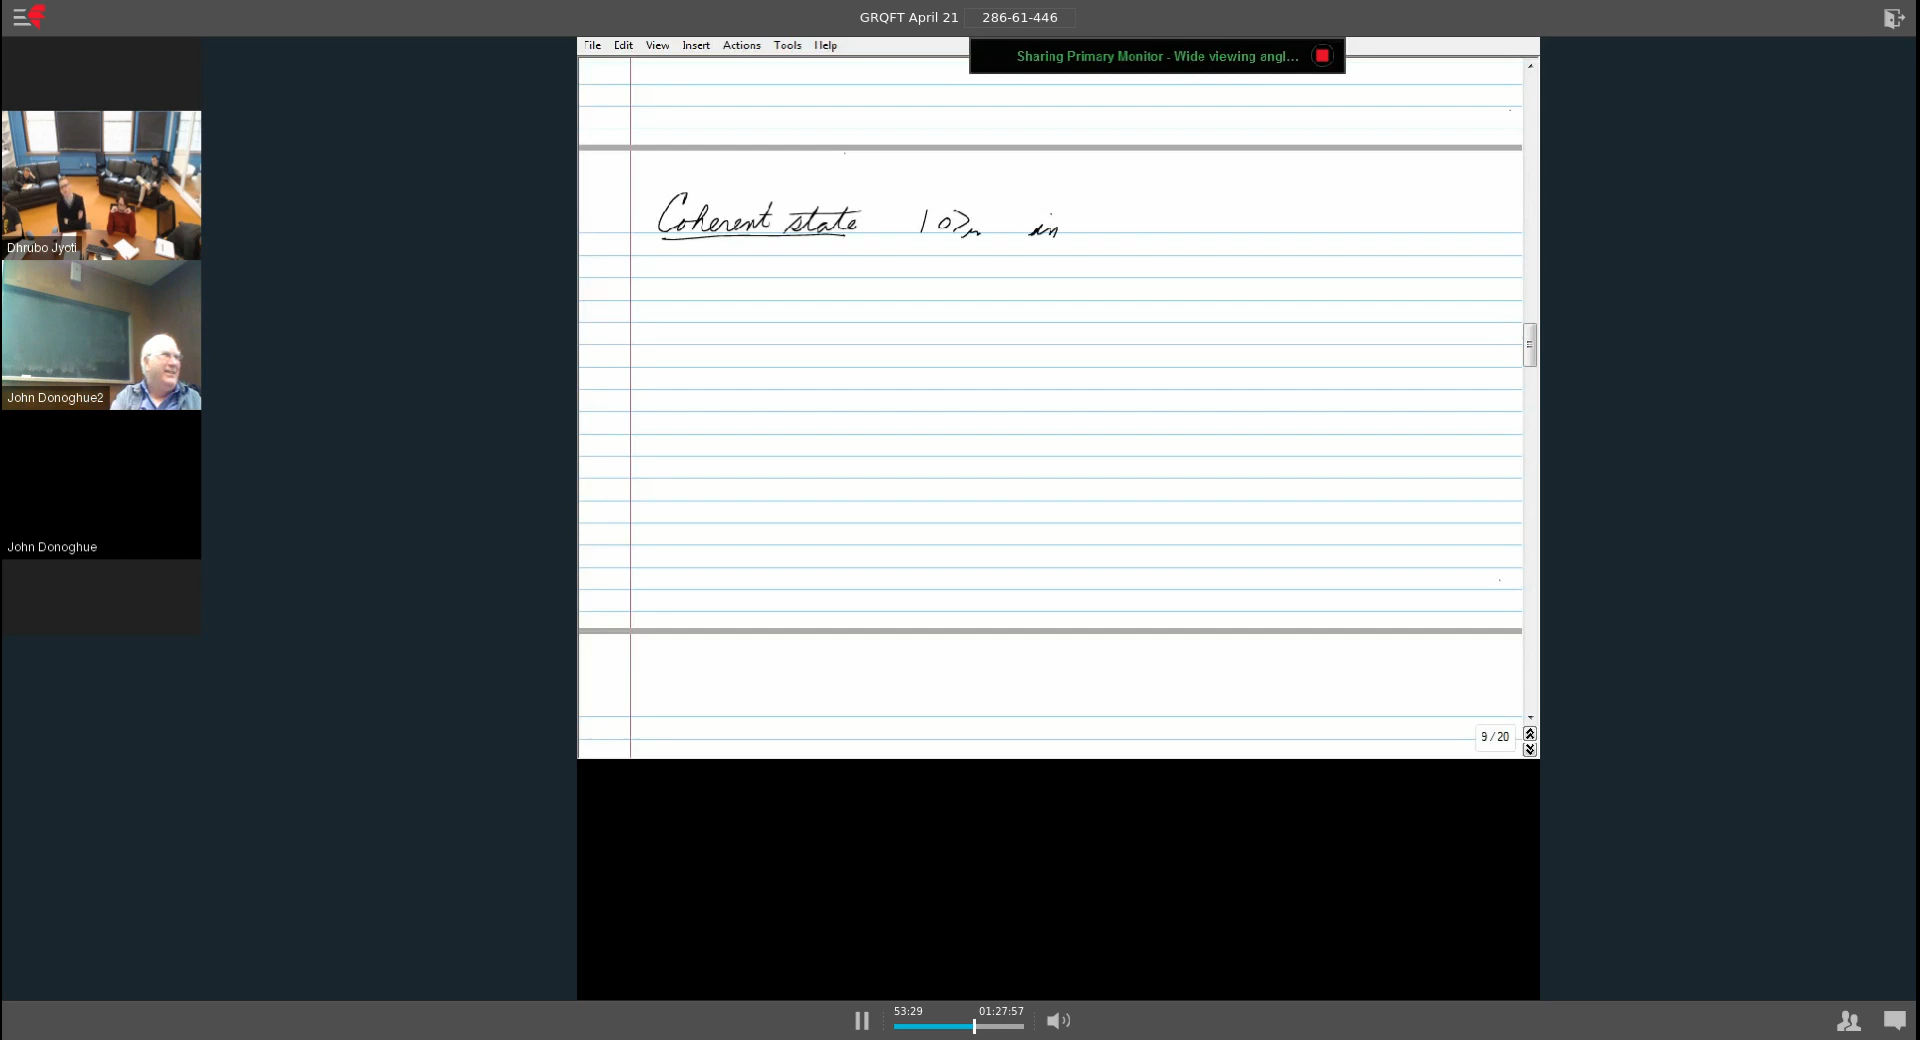 GRQFT April 21 286-61-446
File Edit View Insert Actions Tools Help
Sharing Primary Monitor - Wide viewing angl...
Coherent state |0>in in
Dhrubo Jyoti
John Donoghue2
John Donoghue
9 / 20
53:29 01:27:57